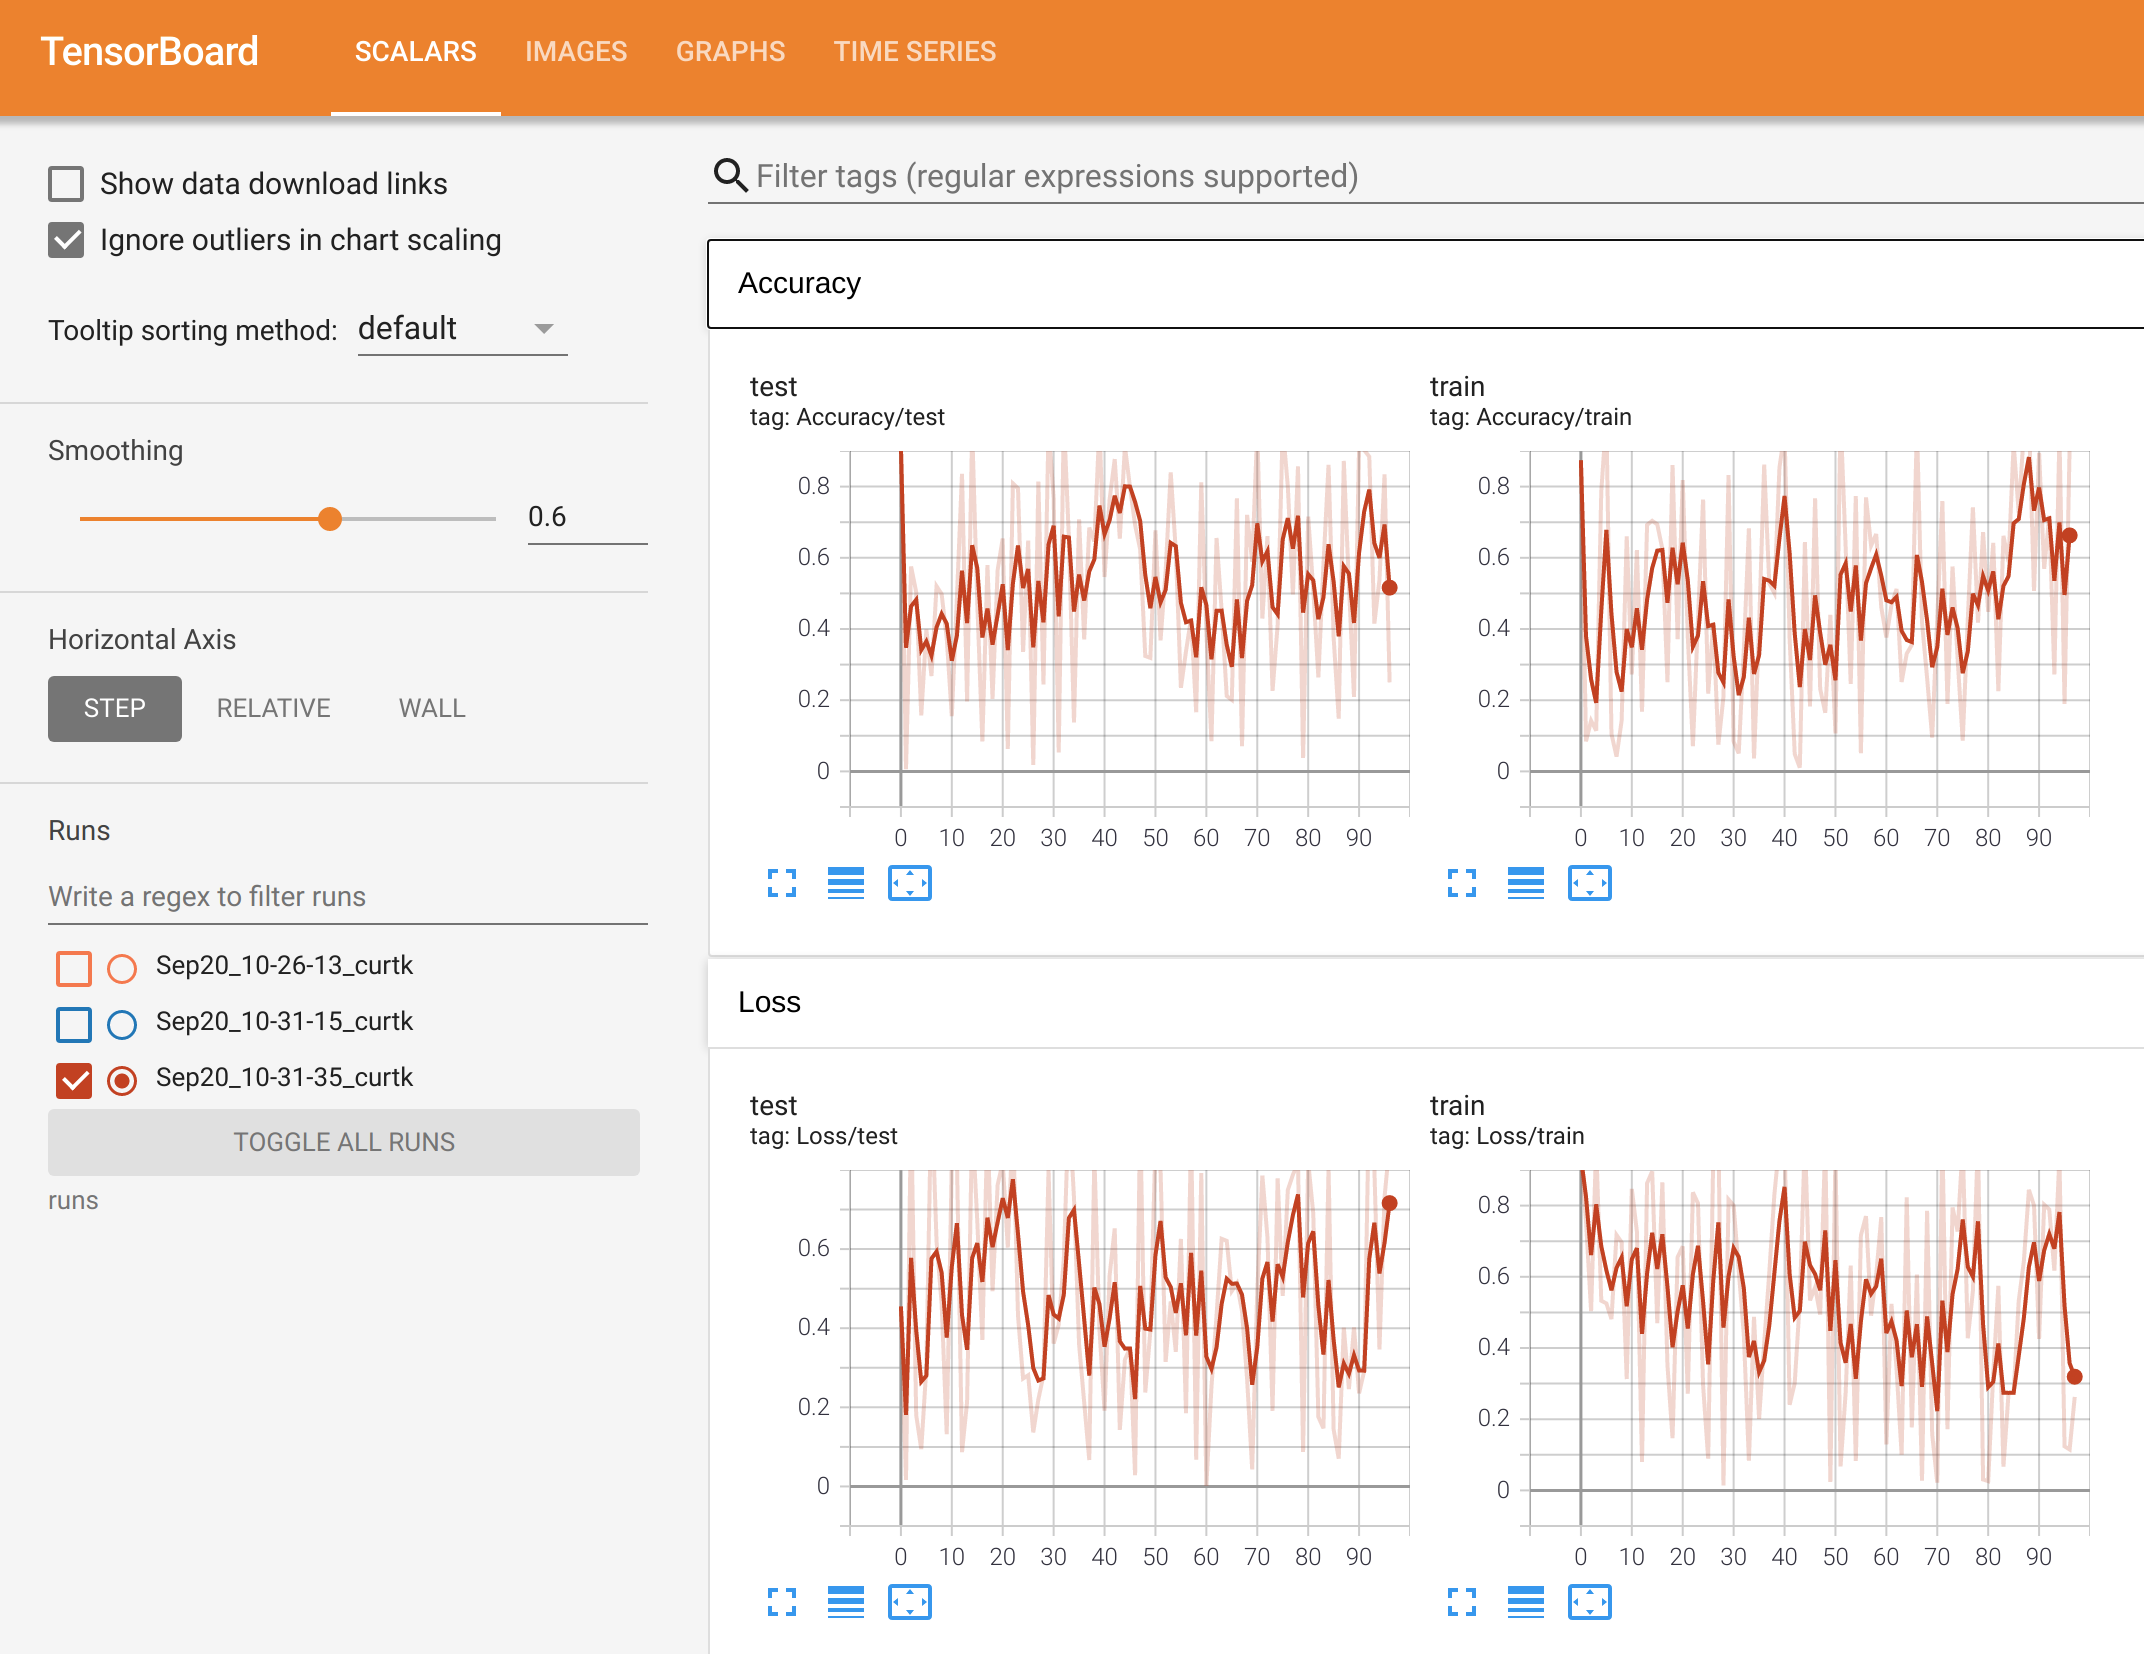 TensorBoard SCALARS IMAGES GRAPHS TIME SERIES
Show data download links
Ignore outliers in chart scaling
Tooltip sorting method: default
Smoothing
0.6
Horizontal Axis
STEP RELATIVE WALL
Runs
Write a regex to filter runs
Sep20_10-26-13_curtk
Sep20_10-31-15_curtk
Sep20_10-31-35_curtk
TOGGLE ALL RUNS
runs
Filter tags (regular expressions supported)
Accuracy
test
tag: Accuracy/test
0.8
0.6
0.4
0.2
0
0 10 20 30 40 50 60 70 80 90
train
tag: Accuracy/train
0.8
0.6
0.4
0.2
0
0 10 20 30 40 50 60 70 80 90
Loss
test
tag: Loss/test
0.6
0.4
0.2
0
0 10 20 30 40 50 60 70 80 90
train
tag: Loss/train
0.8
0.6
0.4
0.2
0
0 10 20 30 40 50 60 70 80 90